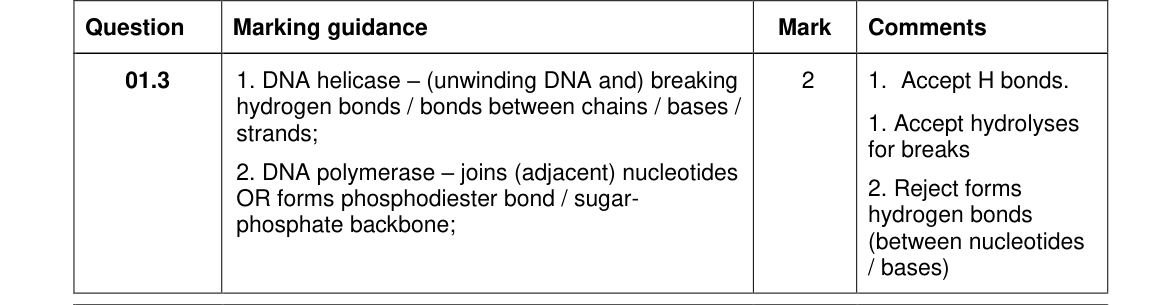 Question Marking guidance Mark Comments
01.3 1. DNA helicase – (unwinding DNA and) breaking 2 1. Accept H bonds.
hydrogen bonds / bonds between chains / bases /
strands;
1. Accept hydrolyses
for breaks
2. DNA polymerase – joins (adjacent) nucleotides
OR forms phosphodiester bond / sugar-
phosphate backbone;
2. Reject forms
hydrogen bonds
(between nucleotides
/ bases)